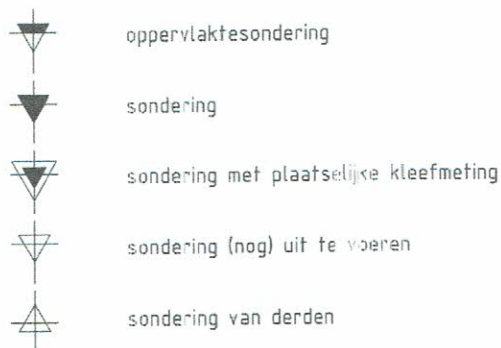 oppervlaktesondering
sondering
sondering met plaatselijke kleefmeting
sondering (nog) uit te voeren
sondering van derden